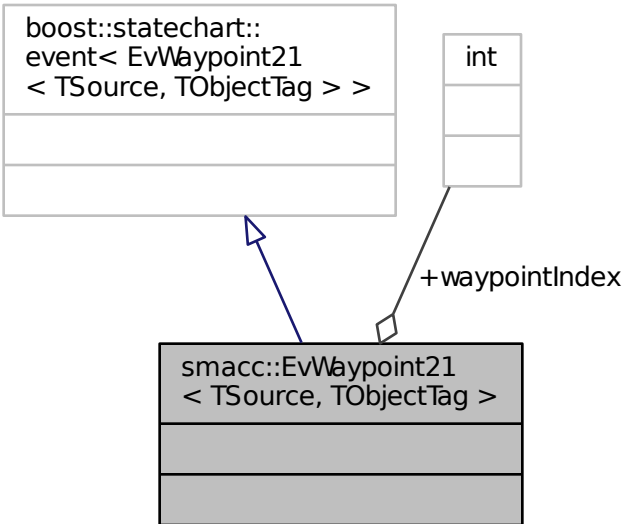 boost::statechart::
event< EvWaypoint21
< TSource, TObjectTag > >
int
+waypointIndex
smacc::EvWaypoint21
< TSource, TObjectTag >